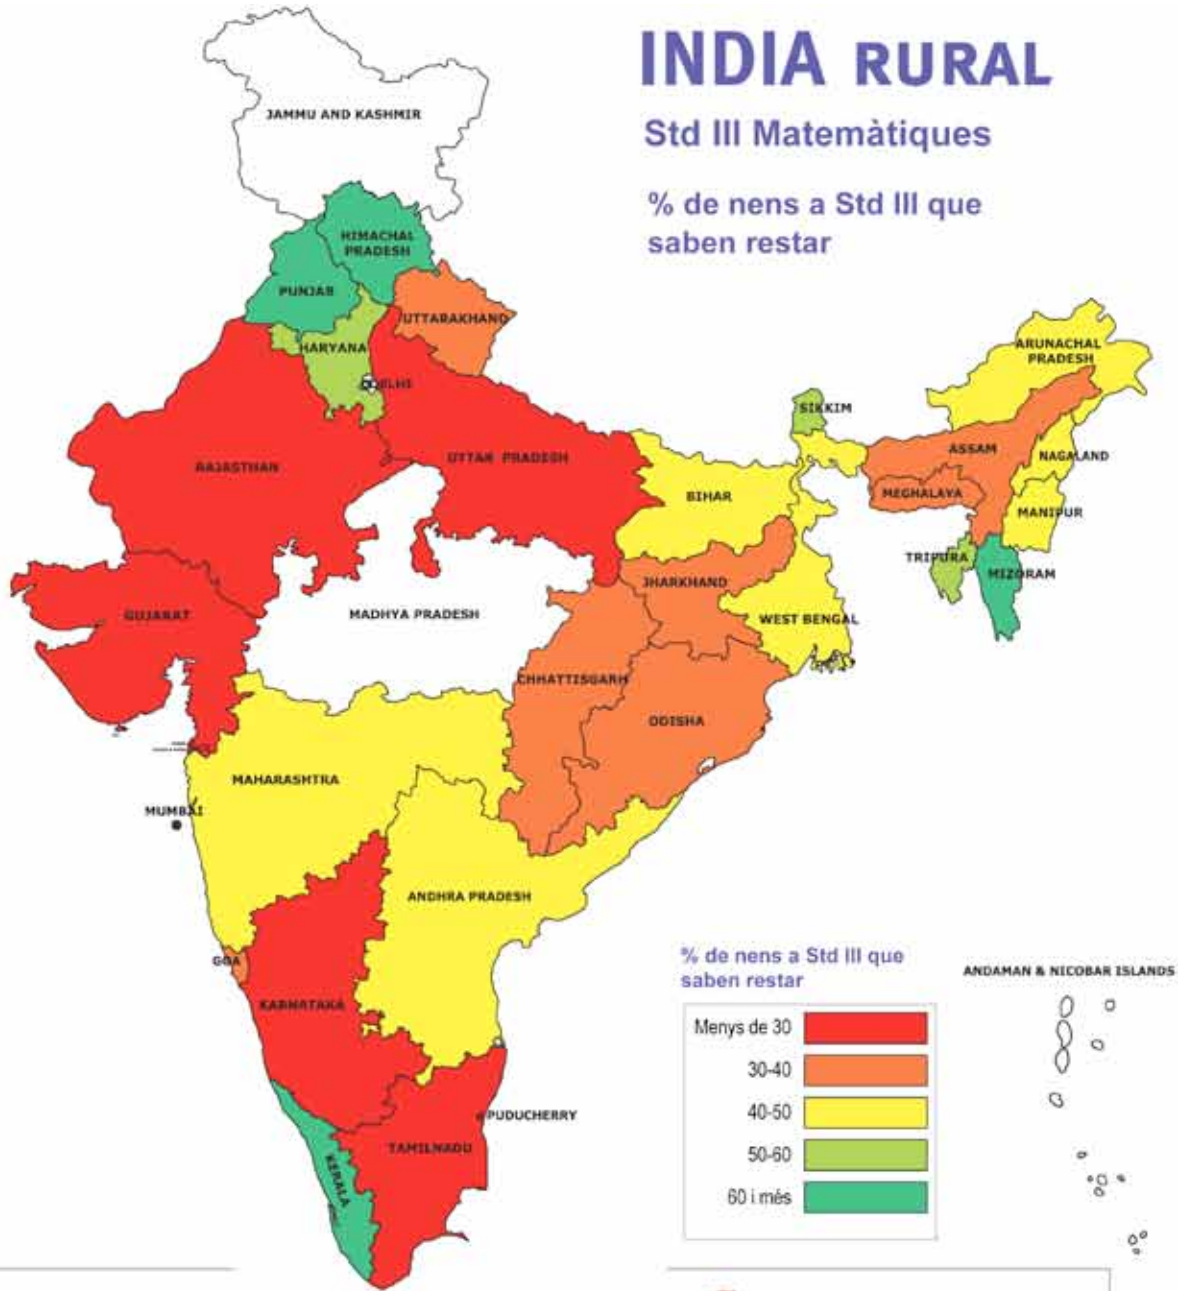 INDIA RURAL
Std III Matemàtiques
% de nens a Std III que
saben restar
JAMMU AND KASHMIR
HIMACHAL
PRADESH
PUNJAB
UTTARAKHAND
HARYANA
DELHI
ARUNACHAL
PRADESH
SIKKIM
RAJASTHAN
UTTAR PRADESH
ASSAM
NAGALAND
BIHAR
MEGHALAYA
MANIPUR
TRIPURA
MIZORAM
JHARKHAND
GUJARAT
MADHYA PRADESH
WEST BENGAL
CHHATTISGARH
ODISHA
MAHARASHTRA
MUMBAI
ANDHRA PRADESH
GOA
KARNATAKA
PUDUCHERRY
TAMILNADU
KERALA
% de nens a Std III que
saben restar
Menys de 30
30-40
40-50
50-60
60 i més
ANDAMAN & NICOBAR ISLANDS